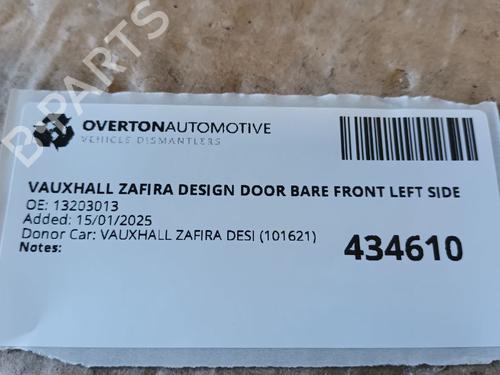 B-PARTS
OVERTONAUTOMOTIVE
VEHICLE DISMANTLERS
VAUXHALL ZAFIRA DESIGN DOOR BARE FRONT LEFT SIDE
OE: 13203013
Added: 15/01/2025
Donor Car: VAUXHALL ZAFIRA DESI (101621)
Notes:
434610